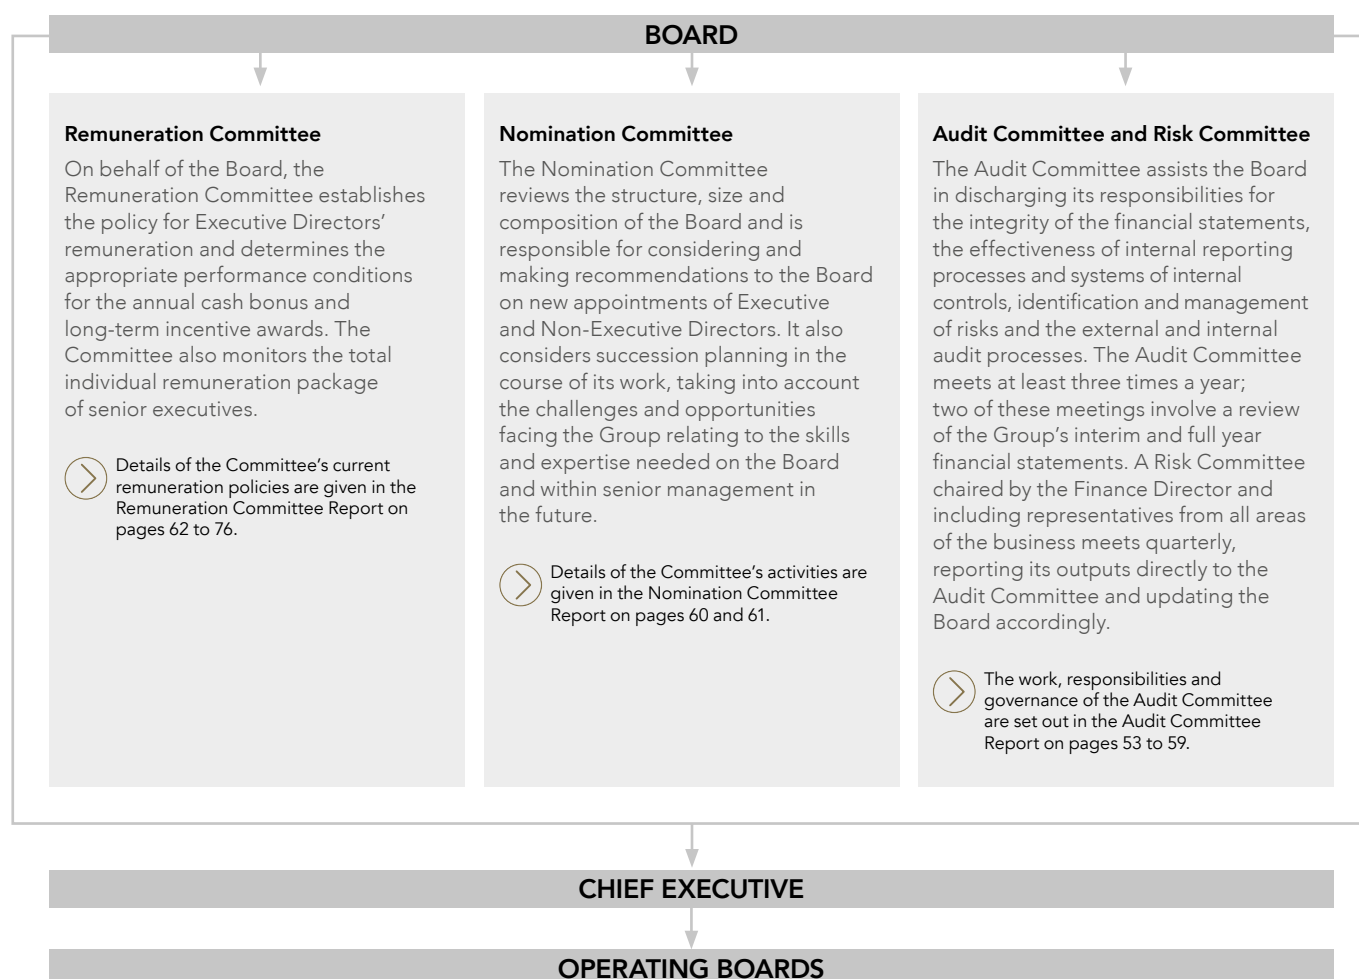 BOARD
Remuneration Committee
On behalf of the Board, the
Remuneration Committee establishes
the policy for Executive Directors’
remuneration and determines the
appropriate performance conditions
for the annual cash bonus and
long-term incentive awards. The
Committee also monitors the total
individual remuneration package
of senior executives.
Details of the Committee’s current
remuneration policies are given in the
Remuneration Committee Report on
pages 62 to 76.
Nomination Committee
The Nomination Committee
reviews the structure, size and
composition of the Board and is
responsible for considering and
making recommendations to the Board
on new appointments of Executive
and Non-Executive Directors. It also
considers succession planning in the
course of its work, taking into account
the challenges and opportunities
facing the Group relating to the skills
and expertise needed on the Board
and within senior management in
the future.
Details of the Committee’s activities are
given in the Nomination Committee
Report on pages 60 and 61.
Audit Committee and Risk Committee
The Audit Committee assists the Board
in discharging its responsibilities for
the integrity of the financial statements,
the effectiveness of internal reporting
processes and systems of internal
controls, identification and management
of risks and the external and internal
audit processes. The Audit Committee
meets at least three times a year;
two of these meetings involve a review
of the Group’s interim and full year
financial statements. A Risk Committee
chaired by the Finance Director and
including representatives from all areas
of the business meets quarterly,
reporting its outputs directly to the
Audit Committee and updating the
Board accordingly.
The work, responsibilities and
governance of the Audit Committee
are set out in the Audit Committee
Report on pages 53 to 59.
CHIEF EXECUTIVE
OPERATING BOARDS